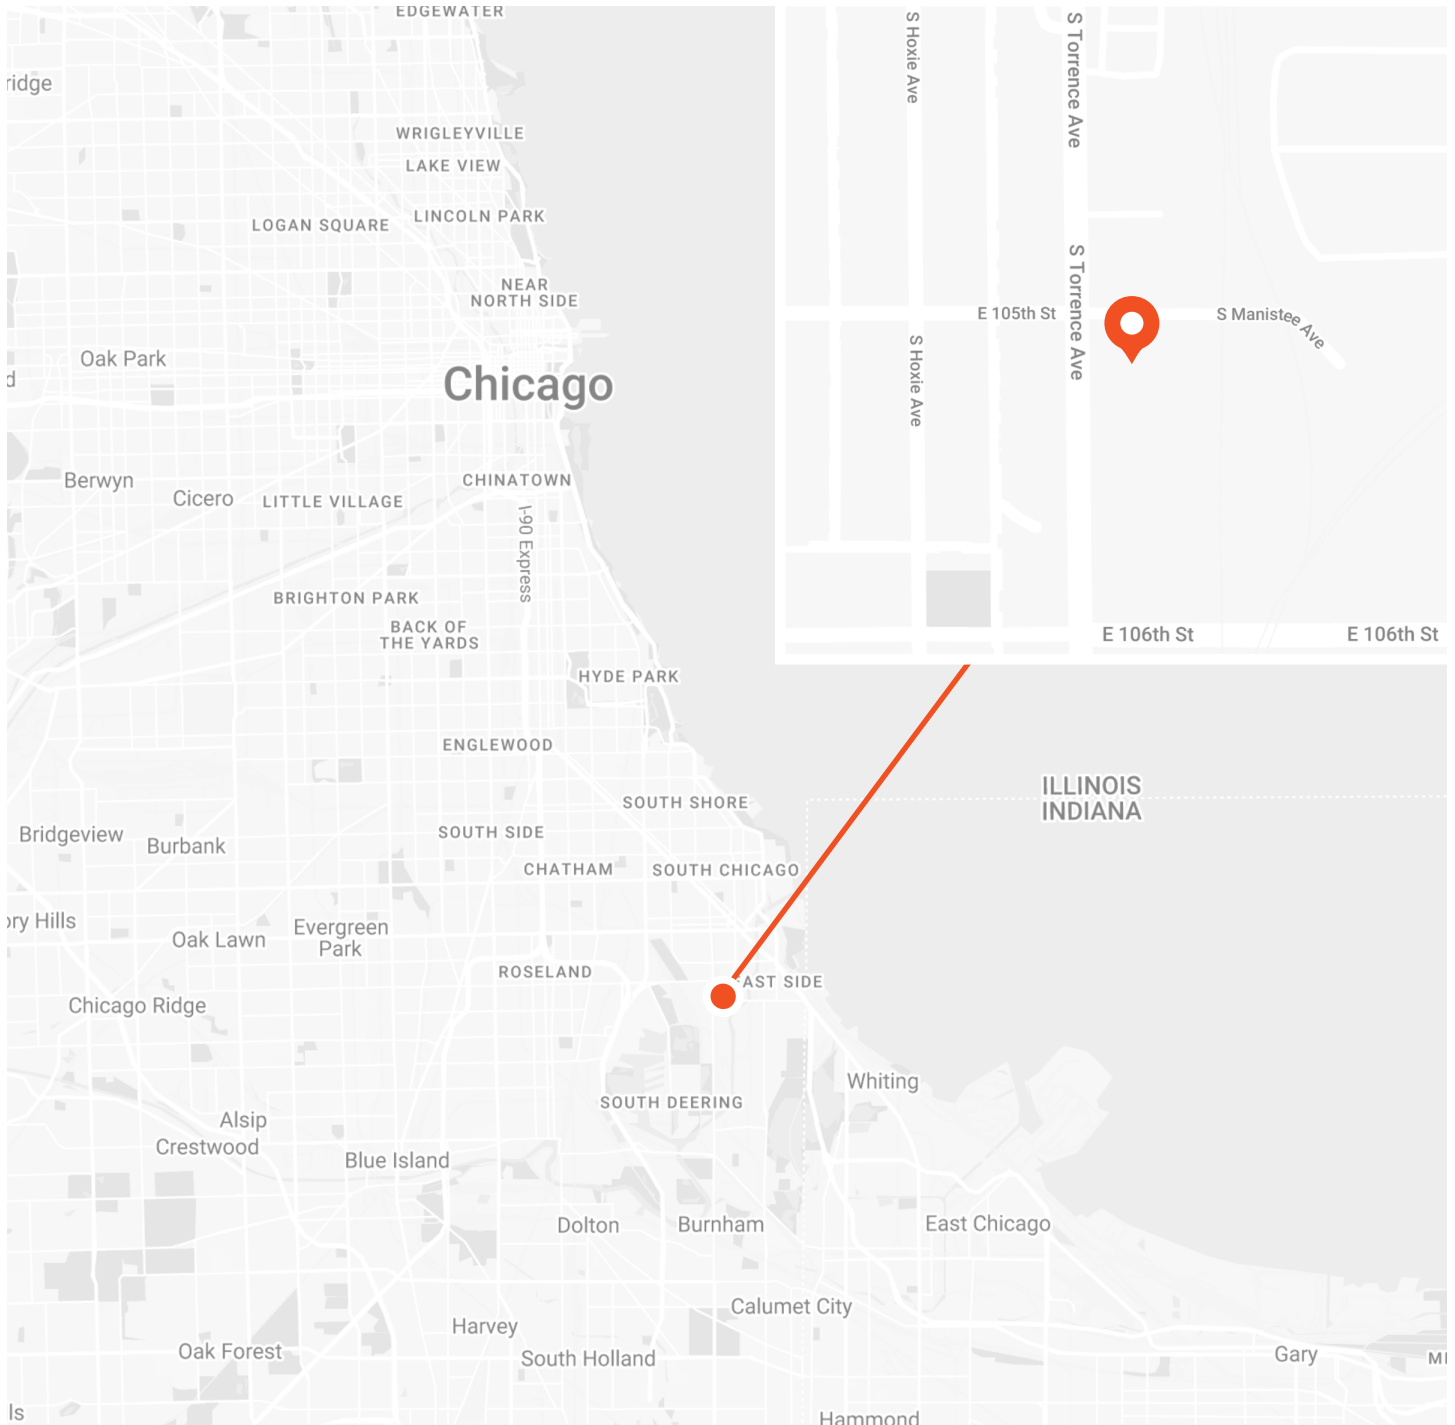 EDGEWATER
ridge
WRIGLEYVILLE
LAKE VIEW
LOGAN SQUARE
LINCOLN PARK
NEAR
NORTH SIDE
Oak Park
d
Chicago
Berwyn
Cicero
LITTLE VILLAGE
CHINATOWN
I-90 Express
BRIGHTON PARK
BACK OF
THE YARDS
HYDE PARK
ENGLEWOOD
SOUTH SHORE
Bridgeview
Burbank
SOUTH SIDE
CHATHAM
SOUTH CHICAGO
ory Hills
Oak Lawn
Evergreen
Park
ROSELAND
AST SIDE
Chicago Ridge
Whiting
SOUTH DEERING
Alsip
Crestwood
Blue Island
Dolton
Burnham
East Chicago
Calumet City
Harvey
Oak Forest
South Holland
Gary
ME
ls
Hammond
ILLINOIS
INDIANA
S Hoxie Ave
S Torrence Ave
S Torrence Ave
E 105th St
S Manistee Ave
S Hoxie Ave
E 106th St
E 106th St